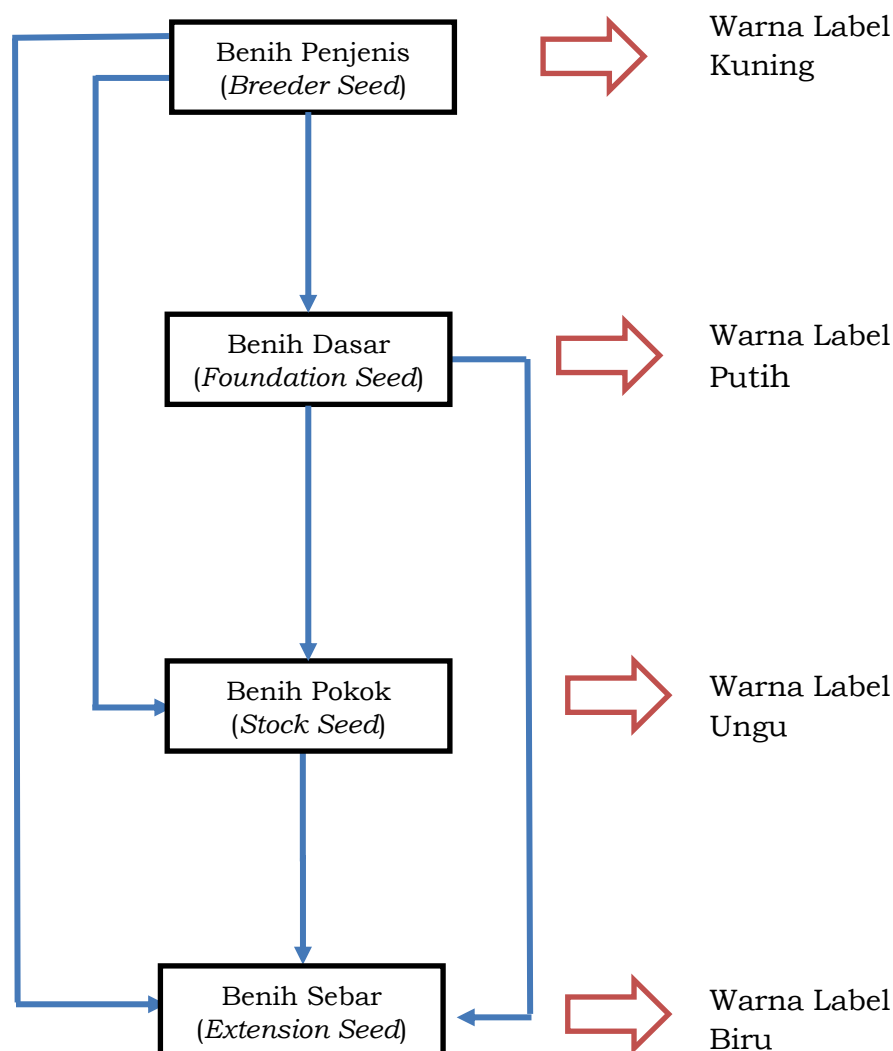 Benih Penjenis
(Breeder Seed)
Warna Label
Kuning
Benih Dasar
(Foundation Seed)
Warna Label
Putih
Benih Pokok
(Stock Seed)
Warna Label
Ungu
Benih Sebar
(Extension Seed)
Warna Label
Biru